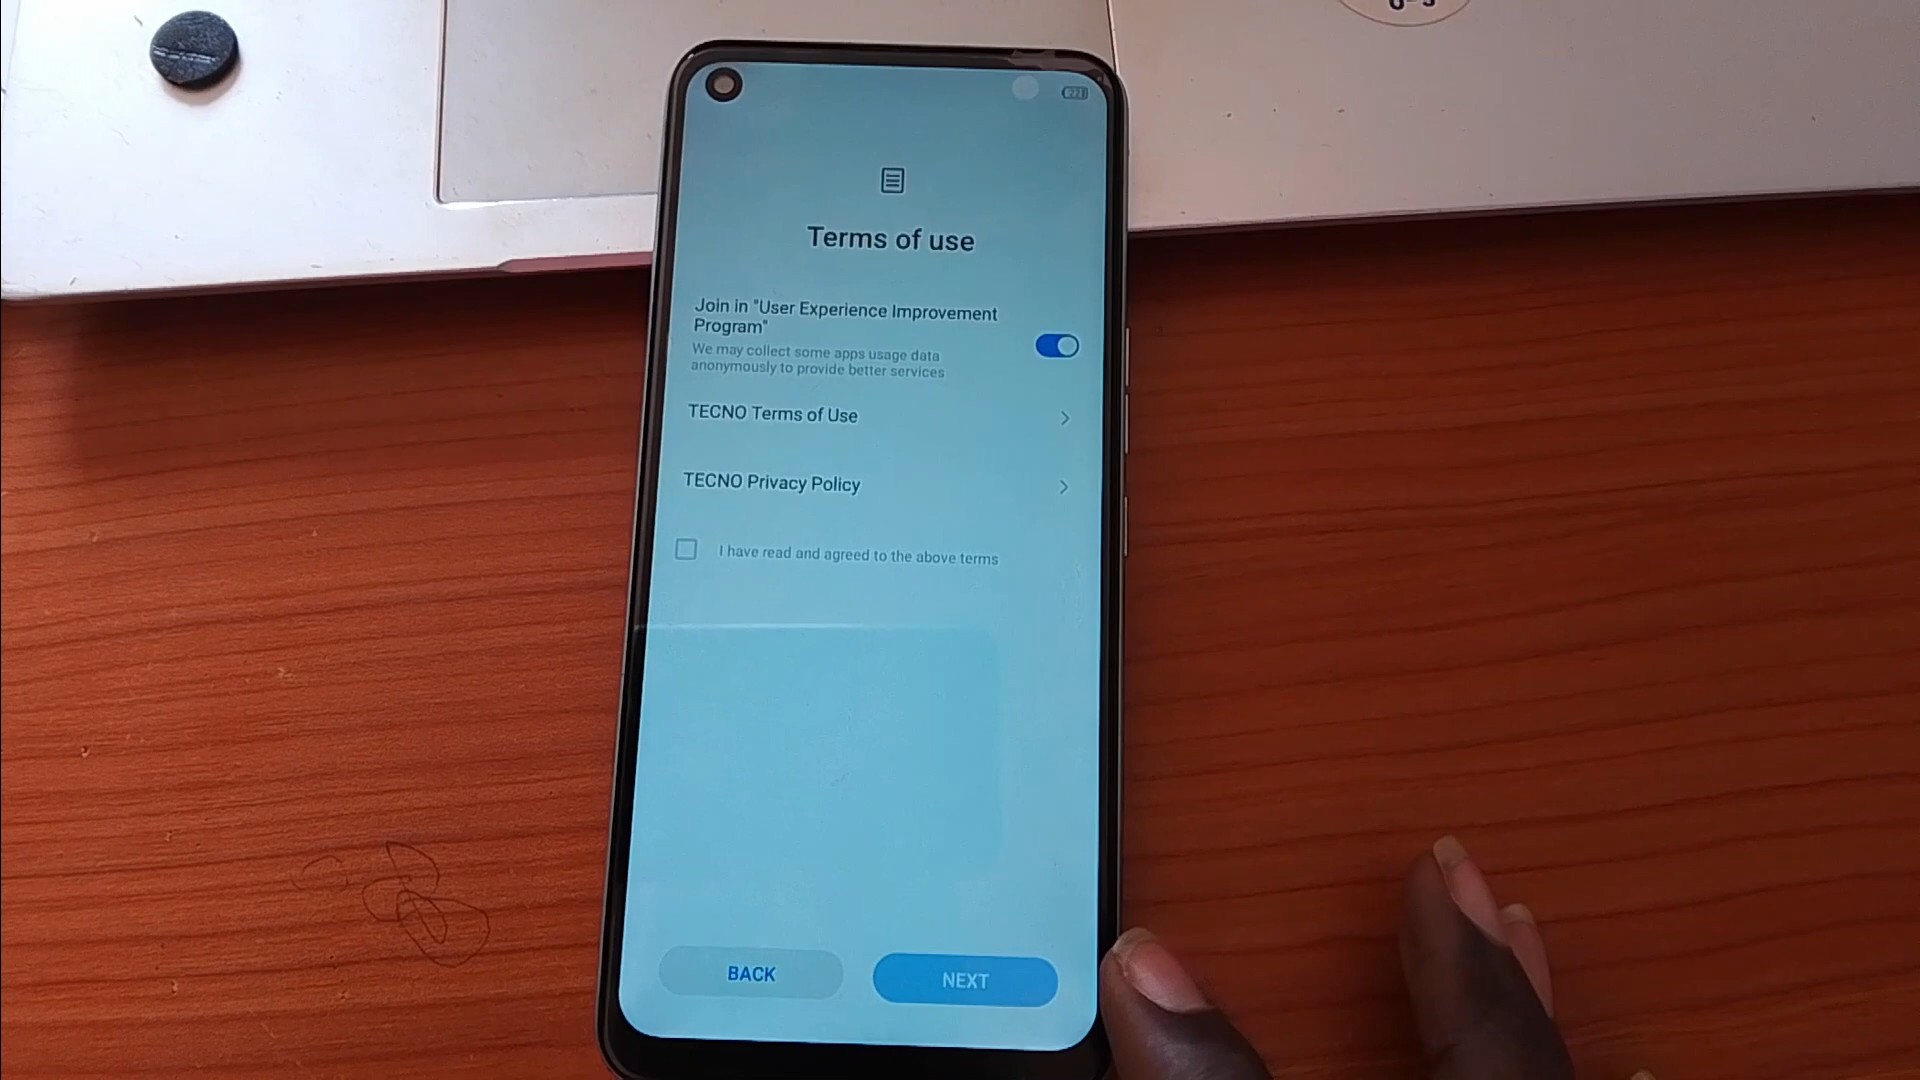 Terms of use
Join in "User Experience Improvement
Program"
We may collect some apps usage data
anonymously to provide better services
TECNO Terms of Use
TECNO Privacy Policy
I have read and agreed to the above terms
BACK
NEXT